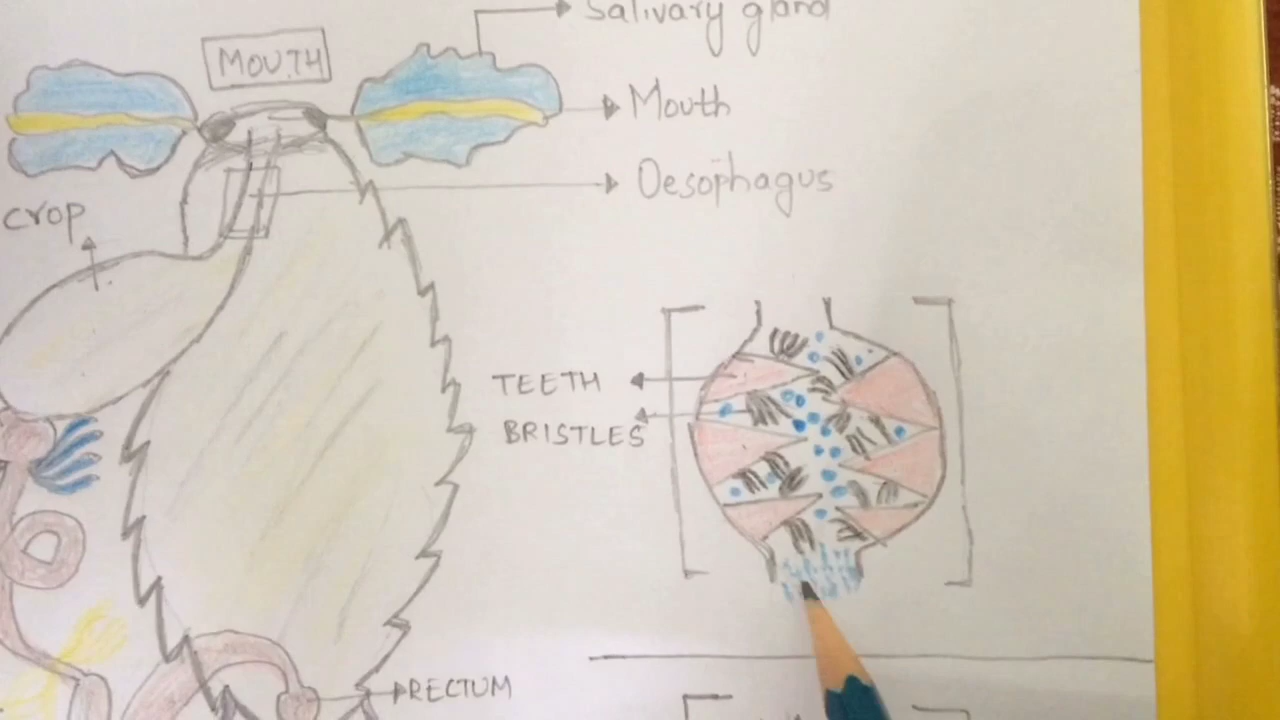 Salivary gland
MOUTH
Mouth
Oesophagus
crop
TEETH
BRISTLES
RECTUM